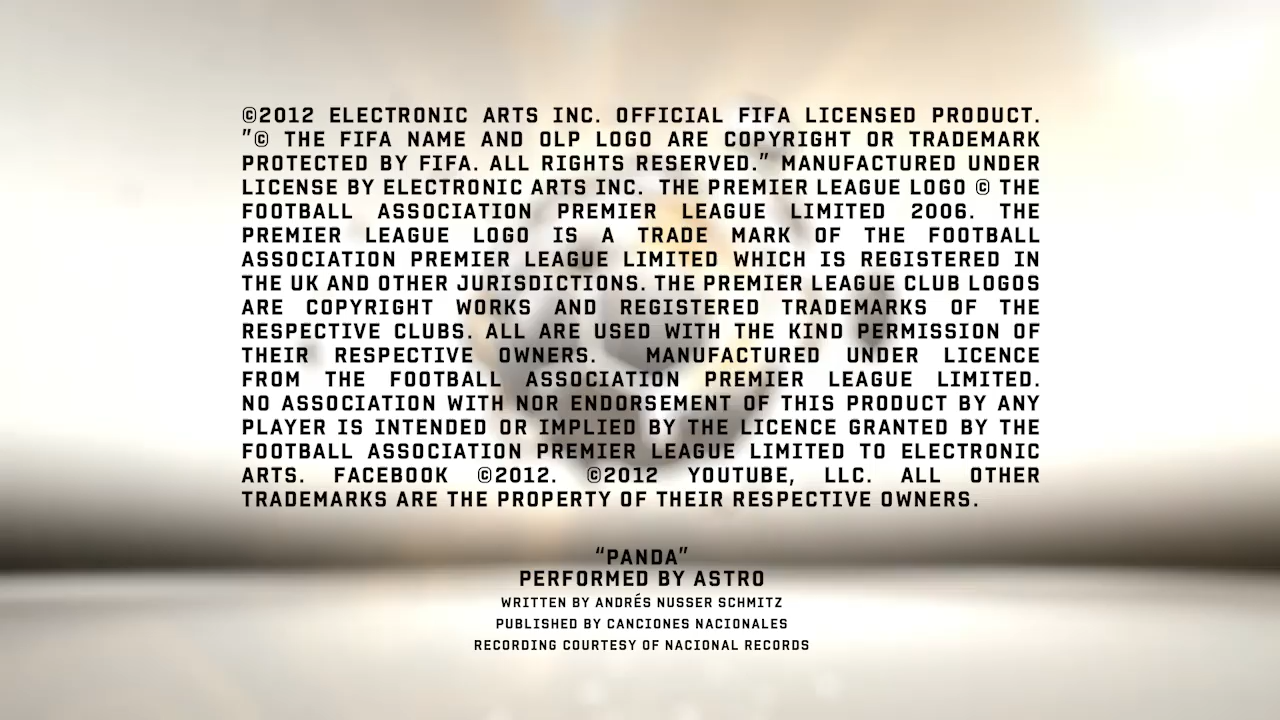 ©2012 ELECTRONIC ARTS INC. OFFICIAL FIFA LICENSED PRODUCT.
"© THE FIFA NAME AND OLP LOGO ARE COPYRIGHT OR TRADEMARK
PROTECTED BY FIFA. ALL RIGHTS RESERVED." MANUFACTURED UNDER
LICENSE BY ELECTRONIC ARTS INC. THE PREMIER LEAGUE LOGO © THE
FOOTBALL ASSOCIATION PREMIER LEAGUE LIMITED 2006. THE
PREMIER LEAGUE LOGO IS A TRADE MARK OF THE FOOTBALL
ASSOCIATION PREMIER LEAGUE LIMITED WHICH IS REGISTERED IN
THE UK AND OTHER JURISDICTIONS. THE PREMIER LEAGUE CLUB LOGOS
ARE COPYRIGHT WORKS AND REGISTERED TRADEMARKS OF THE
RESPECTIVE CLUBS. ALL ARE USED WITH THE KIND PERMISSION OF
THEIR RESPECTIVE OWNERS. MANUFACTURED UNDER LICENCE
FROM THE FOOTBALL ASSOCIATION PREMIER LEAGUE LIMITED.
NO ASSOCIATION WITH NOR ENDORSEMENT OF THIS PRODUCT BY ANY
PLAYER IS INTENDED OR IMPLIED BY THE LICENCE GRANTED BY THE
FOOTBALL ASSOCIATION PREMIER LEAGUE LIMITED TO ELECTRONIC
ARTS. FACEBOOK ©2012. ©2012 YOUTUBE, LLC. ALL OTHER
TRADEMARKS ARE THE PROPERTY OF THEIR RESPECTIVE OWNERS.
"PANDA"
PERFORMED BY ASTRO
WRITTEN BY ANDRÉS NUSSER SCHMITZ
PUBLISHED BY CANCIONES NACIONALES
RECORDING COURTESY OF NACIONAL RECORDS